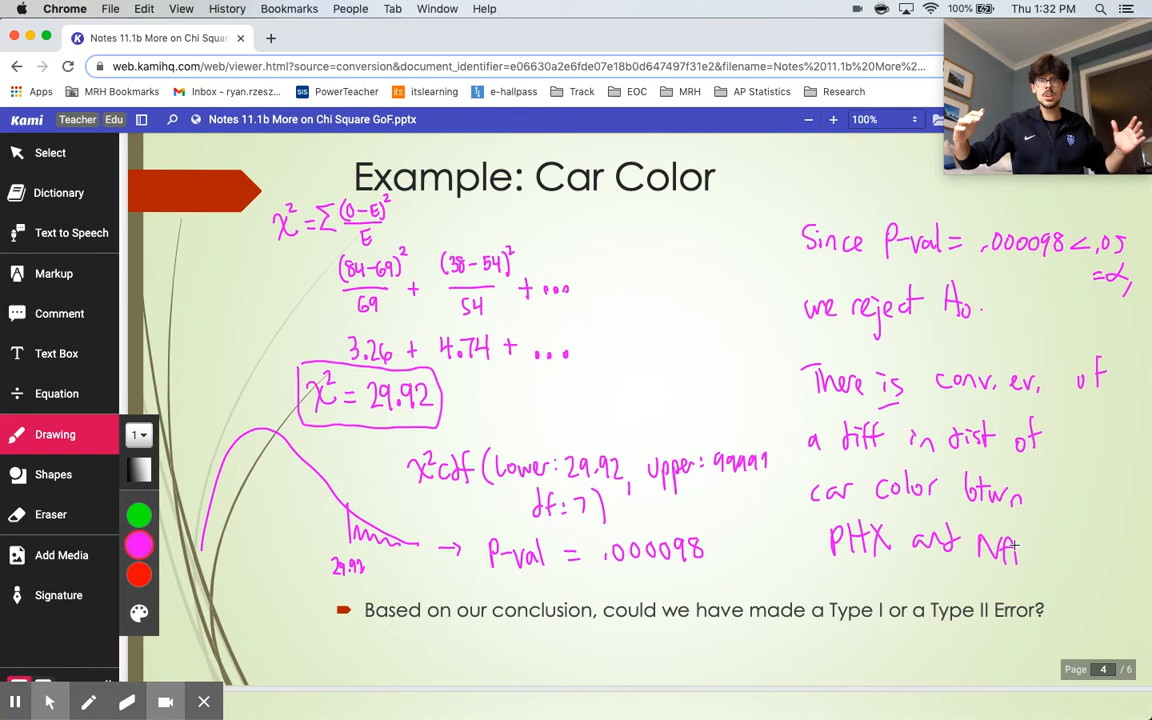 Chrome File Edit View History Bookmarks People Tab Window Help 100% Thu 1:32 PM
Notes 11.1b More on Chi Squar
web.kamihq.com/web/viewer.html?source=conversion&document_identifier=e06630a2e6fde07e18b0d647497f31e2&filename=Notes%2011.1b%20More%...
Apps MRH Bookmarks Inbox - ryan.rzesz... SIS PowerTeacher its itslearning e-hallpass Track EOC MRH AP Statistics Research
Kami Teacher Edu Notes 11.1b More on Chi Square GoF.pptx 100%
Select
Dictionary
Text to Speech
Markup
Comment
Text Box
Equation
Drawing
Shapes
Eraser
Add Media
Signature
1
Example: Car Color
χ² = Σ (O-E)²/E
(84-69)²/69 + (38-54)²/54 + ...
3.26 + 4.74 + ...
χ² = 29.92
χ²cdf (lower: 29.92, upper: 99999
df: 7)
29.92
→ P-val = .000098
Since P-val = .000098 < .05
= α,
we reject H₀.
There is conv. ev. of
a diff in dist of
car color btwn
PHX and
Based on our conclusion, could we have made a Type I or a Type II Error?
Page 4 / 6